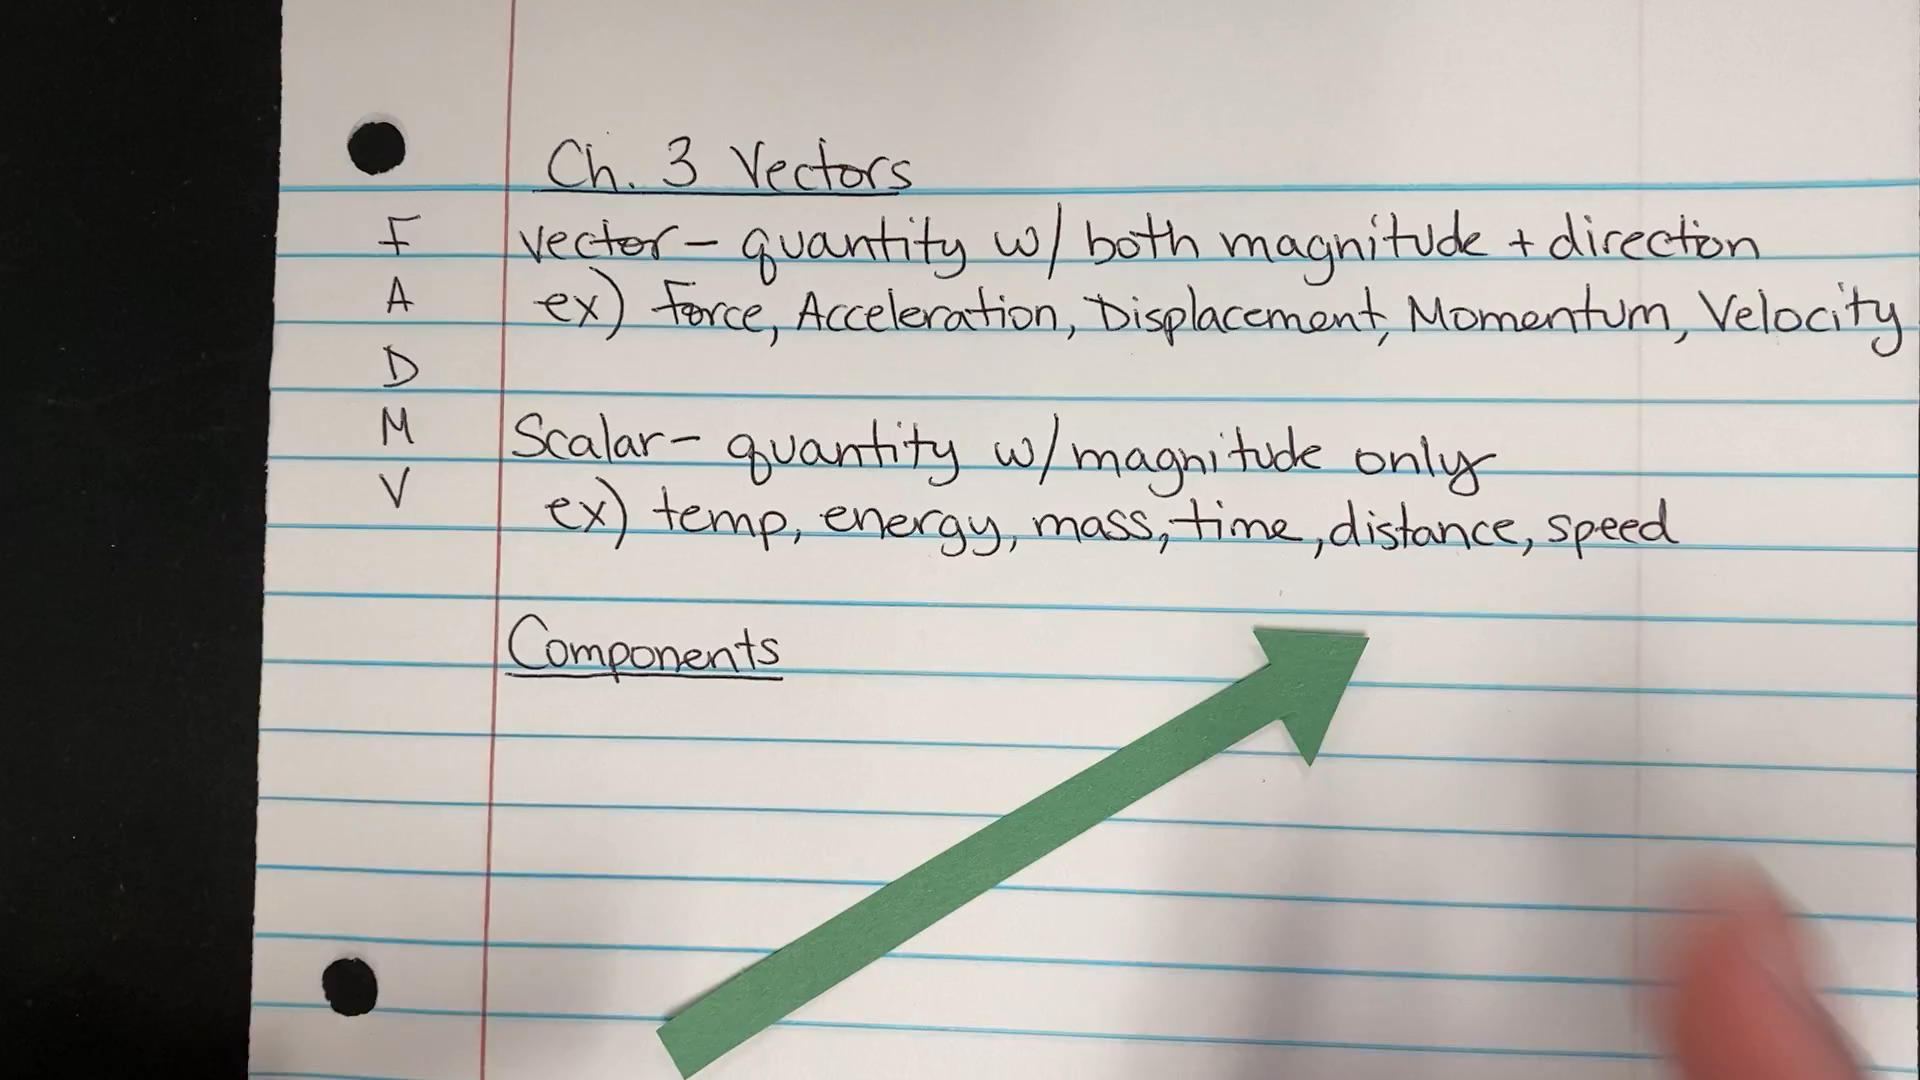 Ch. 3 Vectors
F
vector- quantity w/ both magnitude + direction
A
ex) Force, Acceleration, Displacement, Momentum, Velocity
D
M
Scalar- quantity w/ magnitude only
V
ex) temp, energy, mass, time, distance, speed
Components